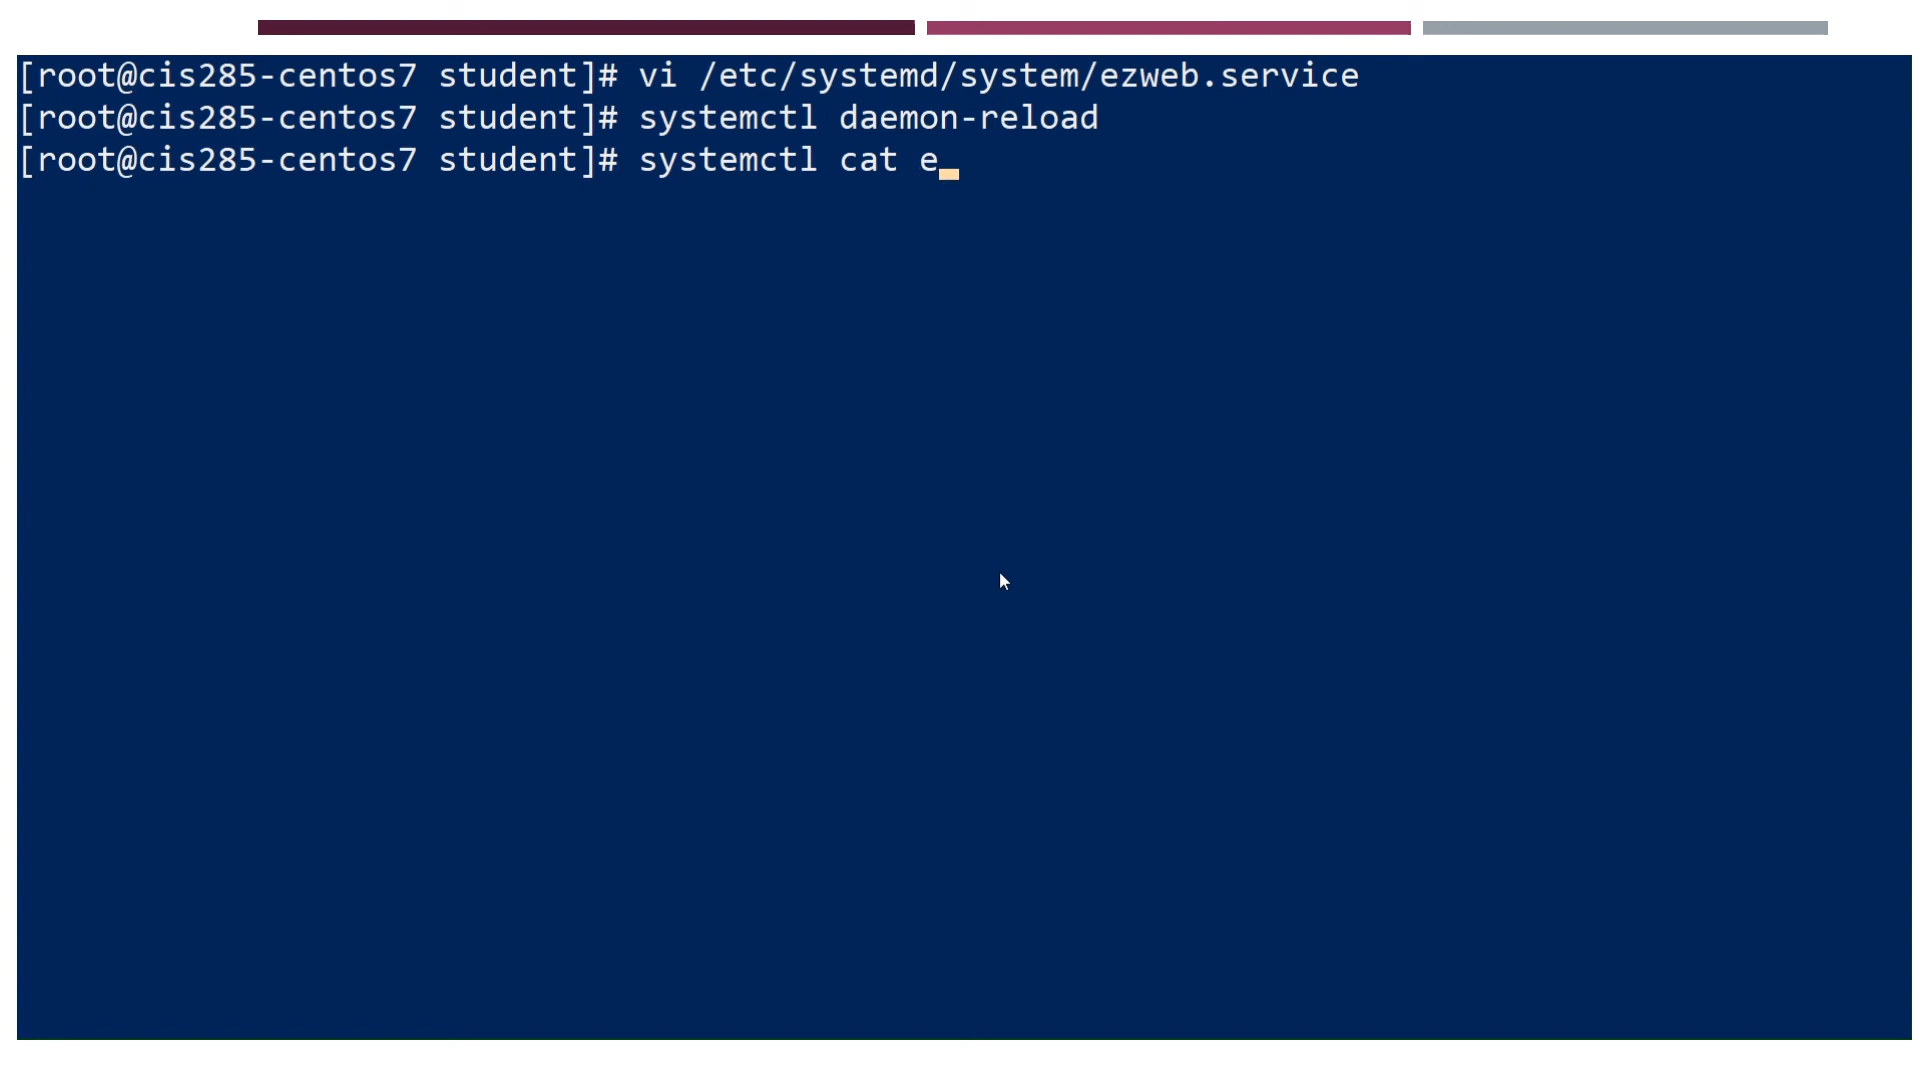 [root@cis285-centos7 student]# vi /etc/systemd/system/ezweb.service
[root@cis285-centos7 student]# systemctl daemon-reload
[root@cis285-centos7 student]# systemctl cat e